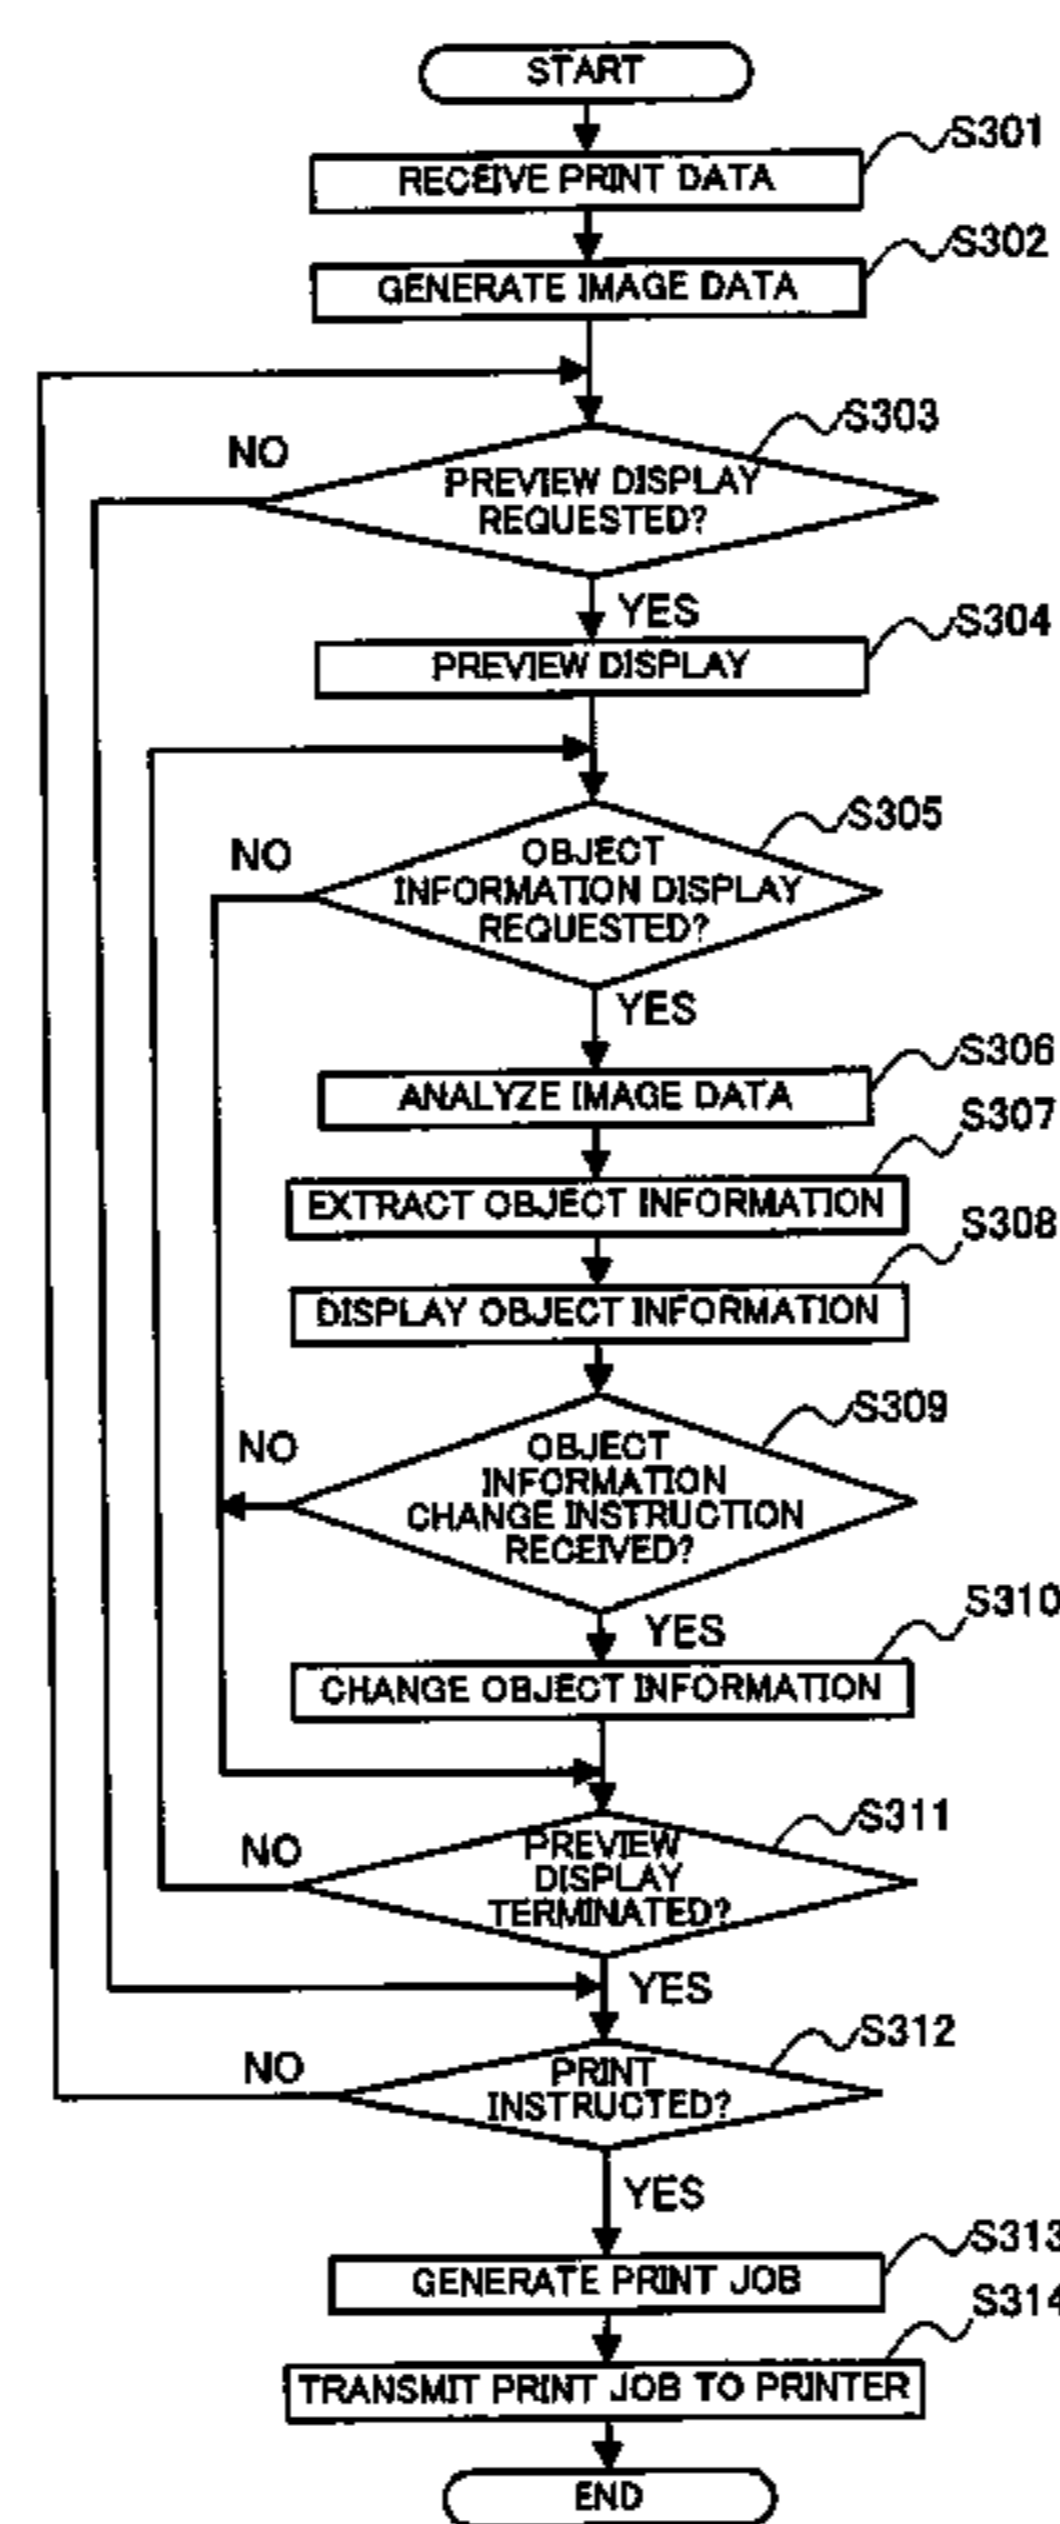 START
S301
RECEIVE PRINT DATA
S302
GENERATE IMAGE DATA
S303
NO
PREVIEW DISPLAY
REQUESTED?
YES
S304
PREVIEW DISPLAY
S305
NO
OBJECT
INFORMATION DISPLAY
REQUESTED?
YES
S306
ANALYZE IMAGE DATA
S307
EXTRACT OBJECT INFORMATION
S308
DISPLAY OBJECT INFORMATION
S309
NO
OBJECT
INFORMATION
CHANGE INSTRUCTION
RECEIVED?
YES
S310
CHANGE OBJECT INFORMATION
S311
NO
PREVIEW
DISPLAY
TERMINATED?
YES
S312
NO
PRINT
INSTRUCTED?
YES
S313
GENERATE PRINT JOB
S314
TRANSMIT PRINT JOB TO PRINTER
END